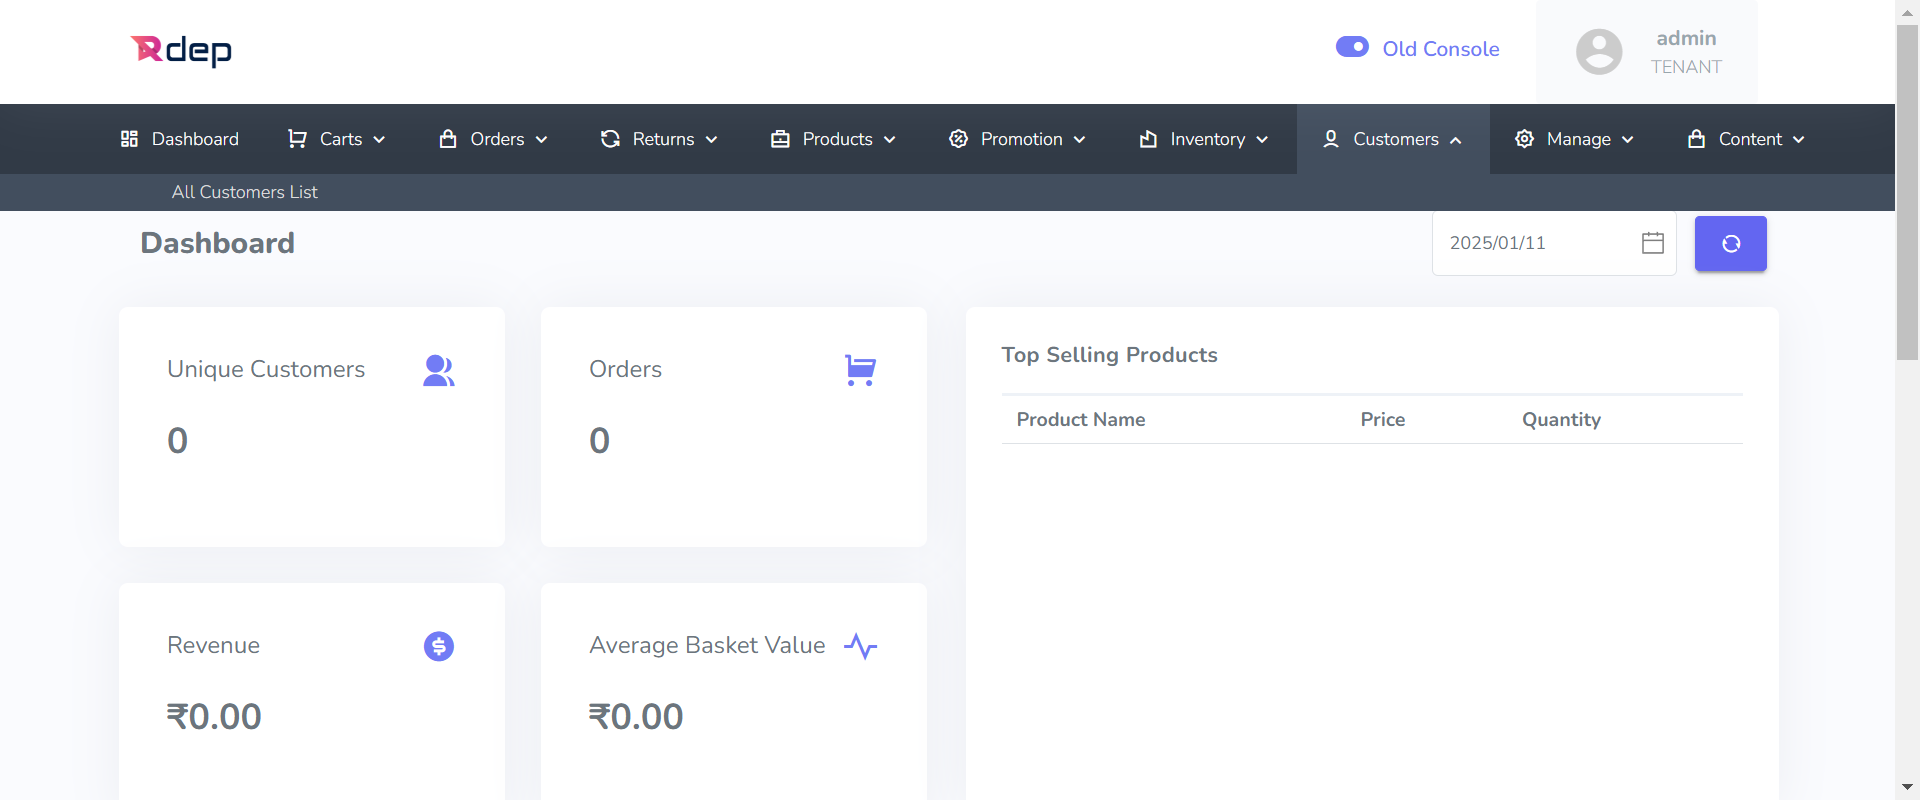 Rdep
Old Console
admin
TENANT
Dashboard Carts Orders Returns Products Promotion Inventory Customers Manage Content
All Customers List
Dashboard
2025/01/11
Unique Customers
0
Orders
0
Top Selling Products
Product Name Price Quantity
Revenue
₹0.00
Average Basket Value
₹0.00